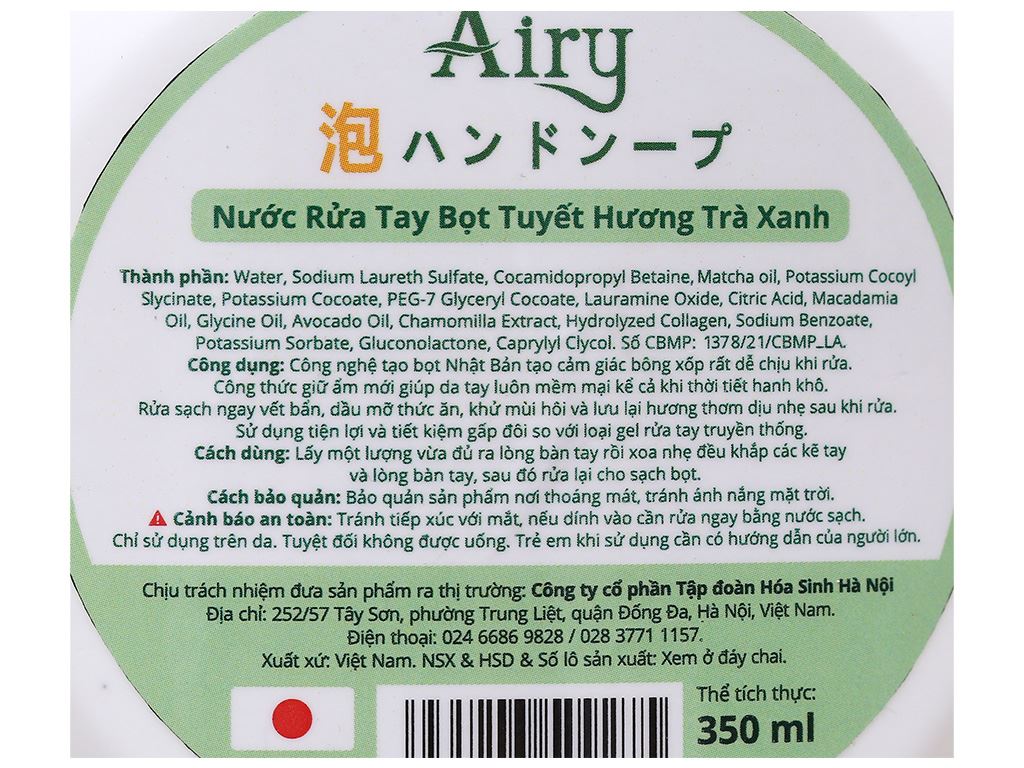 Airy
泡ハンドンープ
Nước Rửa Tay Bọt Tuyết Hương Trà Xanh
Thành phần: Water, Sodium Laureth Sulfate, Cocamidopropyl Betaine, Matcha oil, Potassium Cocoyl
Slycinate, Potassium Cocoate, PEG-7 Glyceryl Cocoate, Lauramine Oxide, Citric Acid, Macadamia
Oil, Glycine Oil, Avocado Oil, Chamomilla Extract, Hydrolyzed Collagen, Sodium Benzoate,
Potassium Sorbate, Gluconolactone, Caprylyl Glycol. Số CBMP: 1378/21/CBMP_LA.
Công dụng: Công nghệ tạo bọt Nhật Bản tạo cảm giác bông xốp rất dễ chịu khi rửa.
Công thức giữ ẩm mới giúp da tay luôn mềm mại kể cả khi thời tiết hanh khô.
Rửa sạch ngay vết bẩn, dầu mỡ thức ăn, khử mùi hôi và lưu lại hương thơm dịu nhẹ sau khi rửa.
Sử dụng tiện lợi và tiết kiệm gấp đôi so với loại gel rửa tay truyền thống.
Cách dùng: Lấy một lượng vừa đủ ra lòng bàn tay rồi xoa nhẹ đều khắp các kẽ tay
và lòng bàn tay, sau đó rửa lại cho sạch bọt.
Cách bảo quản: Bảo quản sản phẩm nơi thoáng mát, tránh ánh nắng mặt trời.
Cảnh báo an toàn: Tránh tiếp xúc với mắt, nếu dính vào cần rửa ngay bằng nước sạch.
Chỉ sử dụng trên da. Tuyệt đối không được uống. Trẻ em khi sử dụng cần có hướng dẫn của người lớn.
Chịu trách nhiệm đưa sản phẩm ra thị trường: Công ty cổ phần Tập đoàn Hóa Sinh Hà Nội
Địa chỉ: 252/57 Tây Sơn, phường Trung Liệt, quận Đống Đa, Hà Nội, Việt Nam.
Điện thoại: 024 6686 9828 / 028 3771 1157.
Xuất xứ: Việt Nam. NSX & HSD & Số lô sản xuất: Xem ở đáy chai.
Thể tích thực:
350 ml